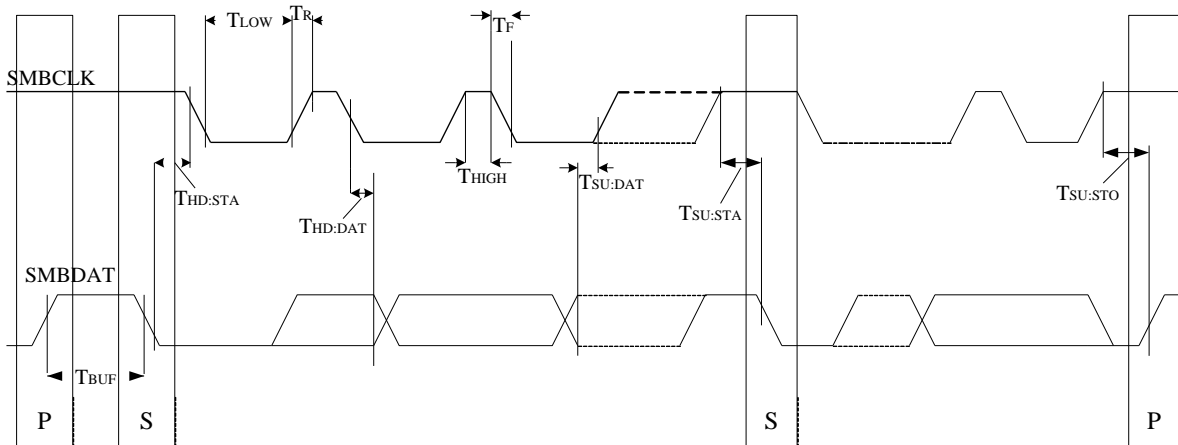 TLOW
TR
TF
SMBCLK
THD:STA
THIGH
TSU:DAT
THD:DAT
TSU:STA
TSU:STO
SMBDAT
TBUF
P
S
S
P